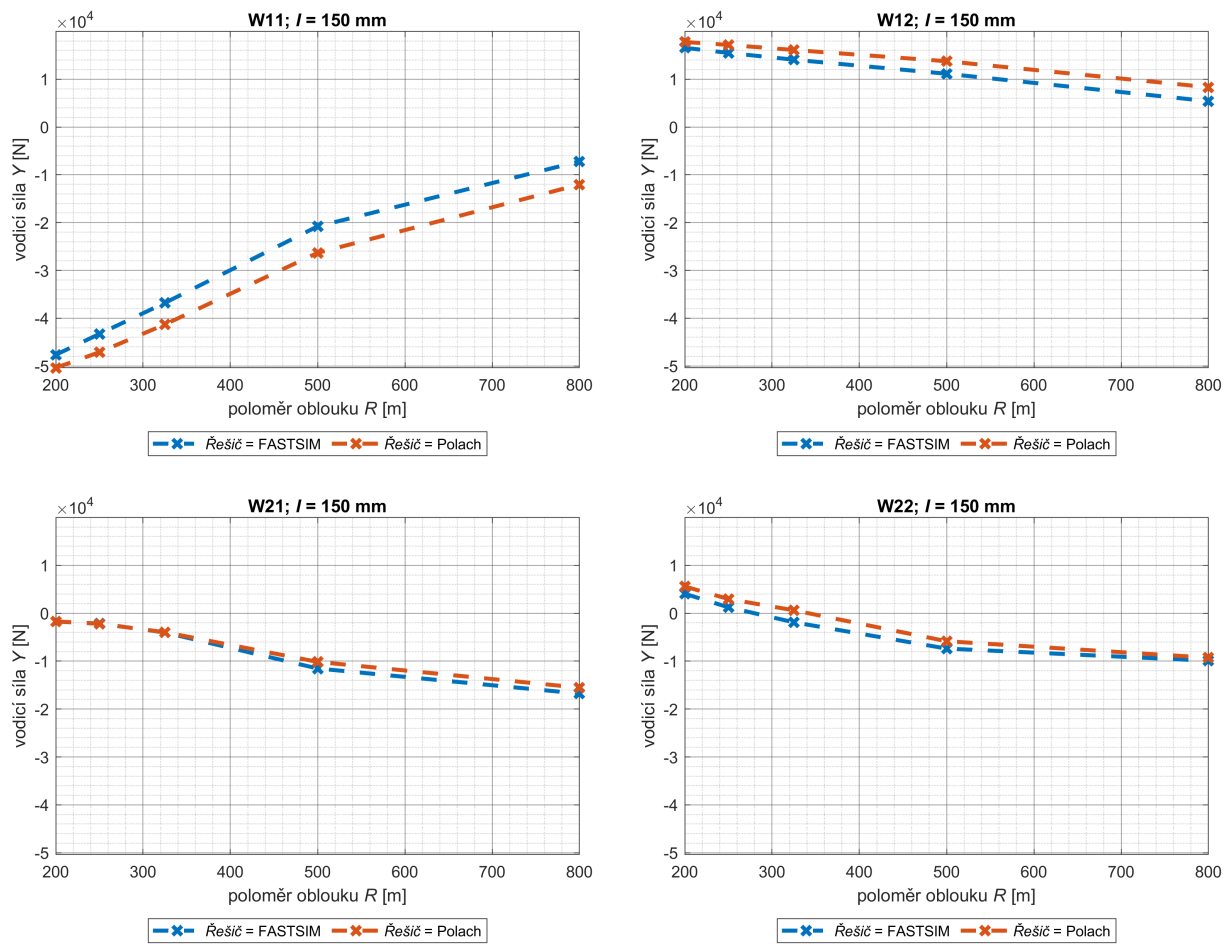 W11; l = 150 mm
×10⁴
1
0
-1
-2
-3
-4
-5
200 300 400 500 600 700 800
vodicí síla Y [N]
poloměr oblouku R [m]
Řešič = FASTSIM Řešič = Polach
W12; l = 150 mm
×10⁴
1
0
-1
-2
-3
-4
-5
200 300 400 500 600 700 800
vodicí síla Y [N]
poloměr oblouku R [m]
Řešič = FASTSIM Řešič = Polach
W21; l = 150 mm
×10⁴
1
0
-1
-2
-3
-4
-5
200 300 400 500 600 700 800
vodicí síla Y [N]
poloměr oblouku R [m]
Řešič = FASTSIM Řešič = Polach
W22; l = 150 mm
×10⁴
1
0
-1
-2
-3
-4
-5
200 300 400 500 600 700 800
vodicí síla Y [N]
poloměr oblouku R [m]
Řešič = FASTSIM Řešič = Polach